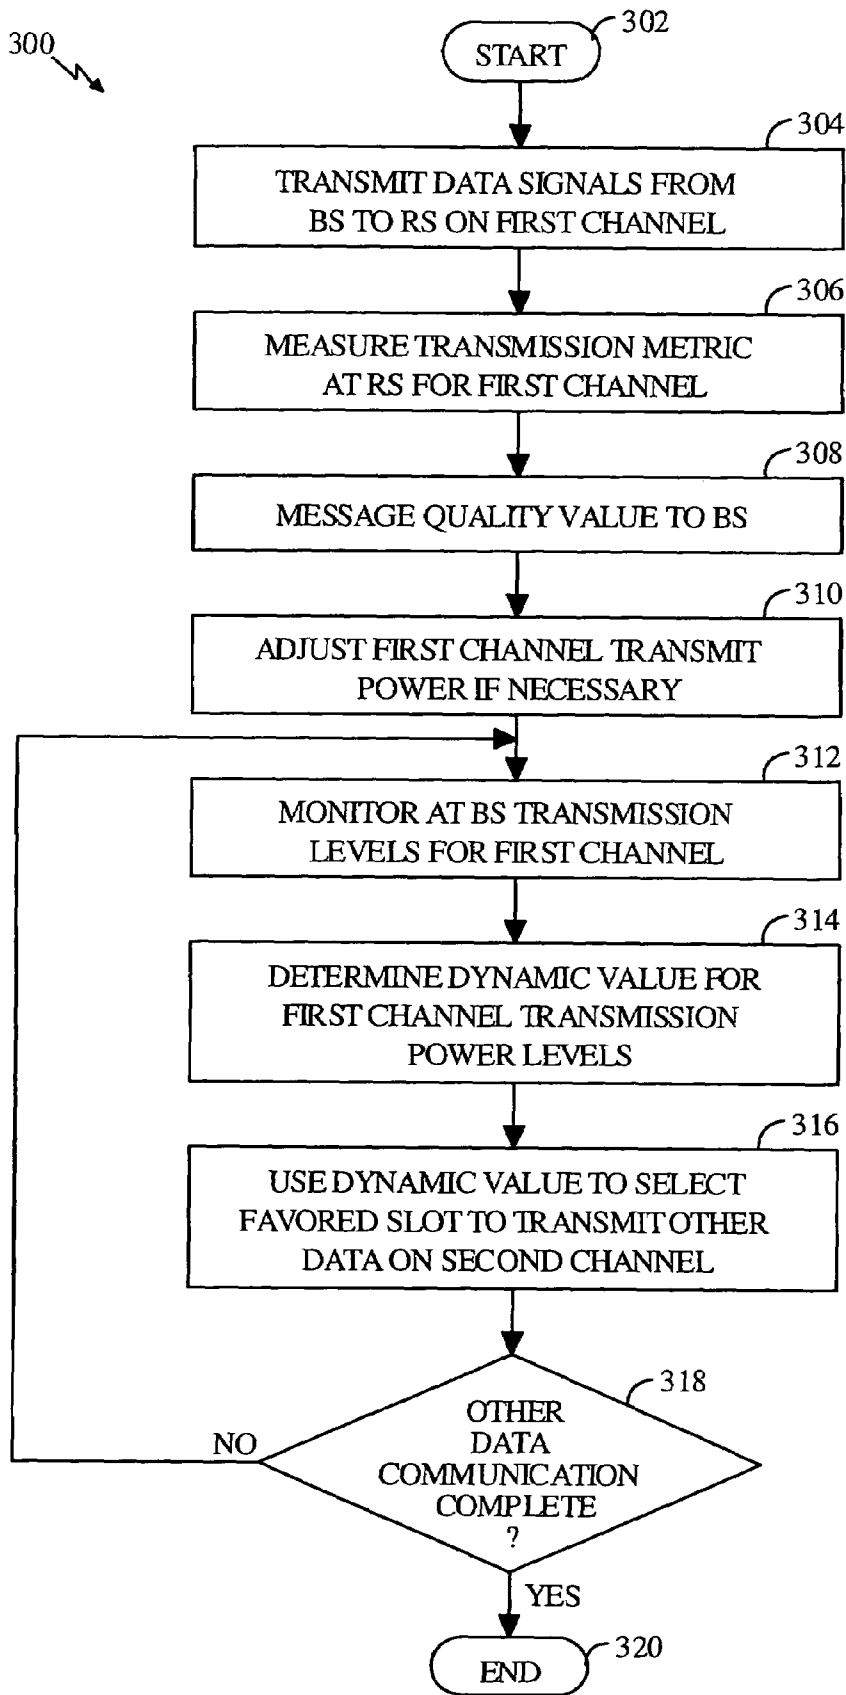 300
302
START
304
TRANSMIT DATA SIGNALS FROM
BS TO RS ON FIRST CHANNEL
306
MEASURE TRANSMISSION METRIC
AT RS FOR FIRST CHANNEL
308
MESSAGE QUALITY VALUE TO BS
310
ADJUST FIRST CHANNEL TRANSMIT
POWER IF NECESSARY
312
MONITOR AT BS TRANSMISSION
LEVELS FOR FIRST CHANNEL
314
DETERMINE DYNAMIC VALUE FOR
FIRST CHANNEL TRANSMISSION
POWER LEVELS
316
USE DYNAMIC VALUE TO SELECT
FAVORED SLOT TO TRANSMIT OTHER
DATA ON SECOND CHANNEL
318
OTHER
DATA
COMMUNICATION
COMPLETE
?
NO
YES
320
END